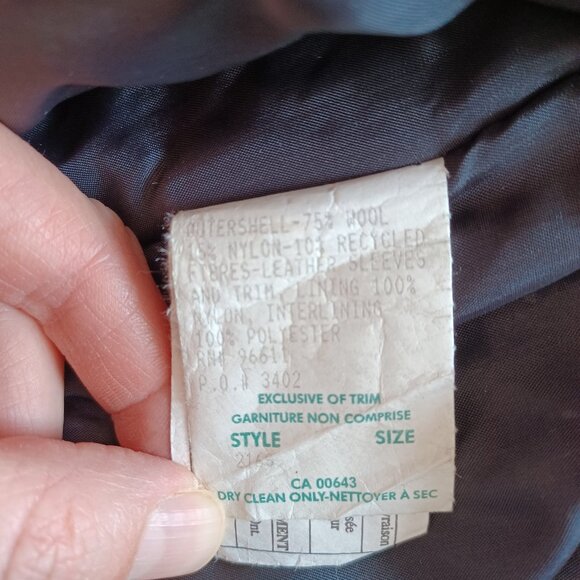 OUTERSHELL-75% WOOL
15% NYLON-10% RECYCLED
FIBRES-LEATHER SLEEVES
AND TRIM, LINING 100%
NYLON, INTERLINING
100% POLYESTER
RN# 96611
P.O.# 3402
EXCLUSIVE OF TRIM
GARNITURE NON COMPRISE
STYLE SIZE
CA 00643
DRY CLEAN ONLY-NETTOYER À SEC